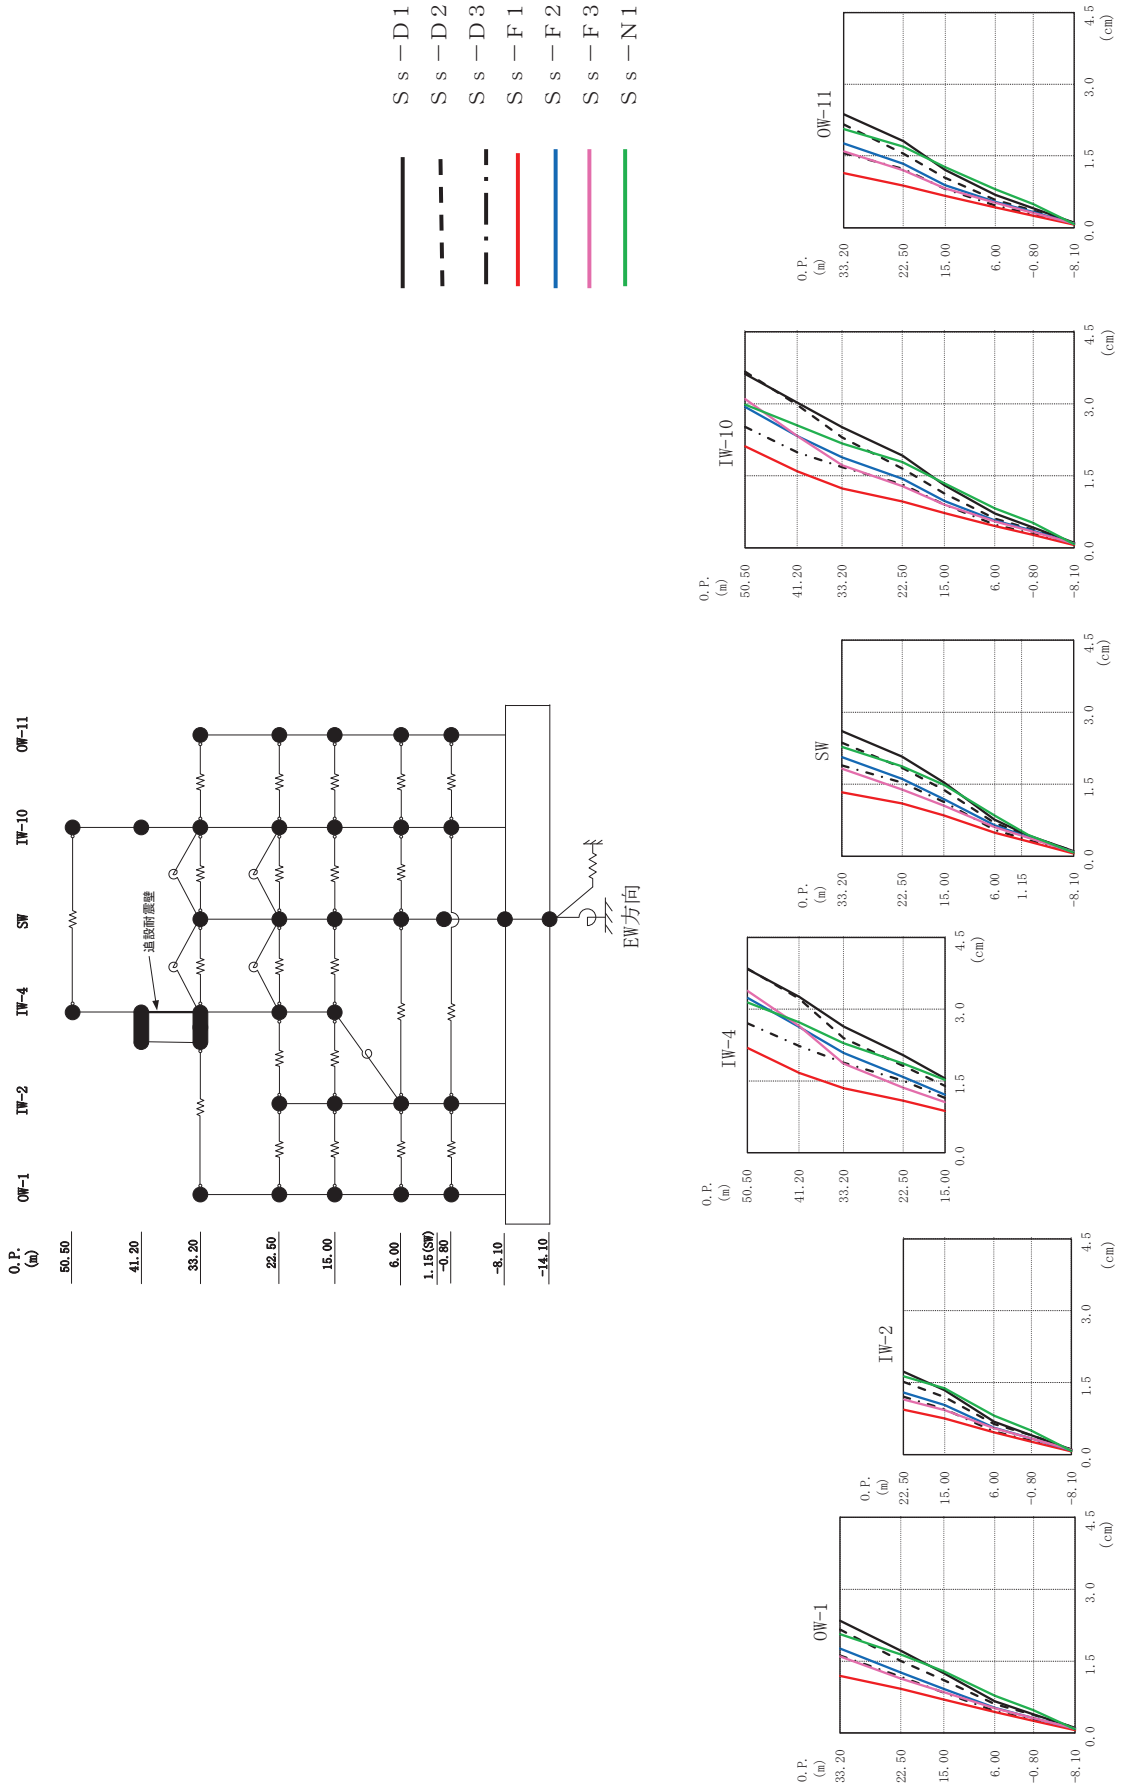 O.P.
(m)
50.50
41.20
33.20
22.50
15.00
6.00
1.15(SW)
-0.80
-8.10
-14.10
OW-1
IW-2
IW-4
SW
IW-10
OW-11
追設耐震壁
EW方向
Ss-D1
Ss-D2
Ss-D3
Ss-F1
Ss-F2
Ss-F3
Ss-N1
OW-1
O.P.
(m)
33.20
22.50
15.00
6.00
-0.80
-8.10
0.0
1.5
3.0
4.5
(cm)
IW-2
O.P.
(m)
22.50
15.00
6.00
-0.80
-8.10
0.0
1.5
3.0
4.5
(cm)
IW-4
O.P.
(m)
50.50
41.20
33.20
22.50
15.00
0.0
1.5
3.0
4.5
(cm)
SW
O.P.
(m)
33.20
22.50
15.00
6.00
1.15
-8.10
0.0
1.5
3.0
4.5
(cm)
IW-10
O.P.
(m)
50.50
41.20
33.20
22.50
15.00
6.00
-0.80
-8.10
0.0
1.5
3.0
4.5
(cm)
OW-11
O.P.
(m)
33.20
22.50
15.00
6.00
-0.80
-8.10
0.0
1.5
3.0
4.5
(cm)